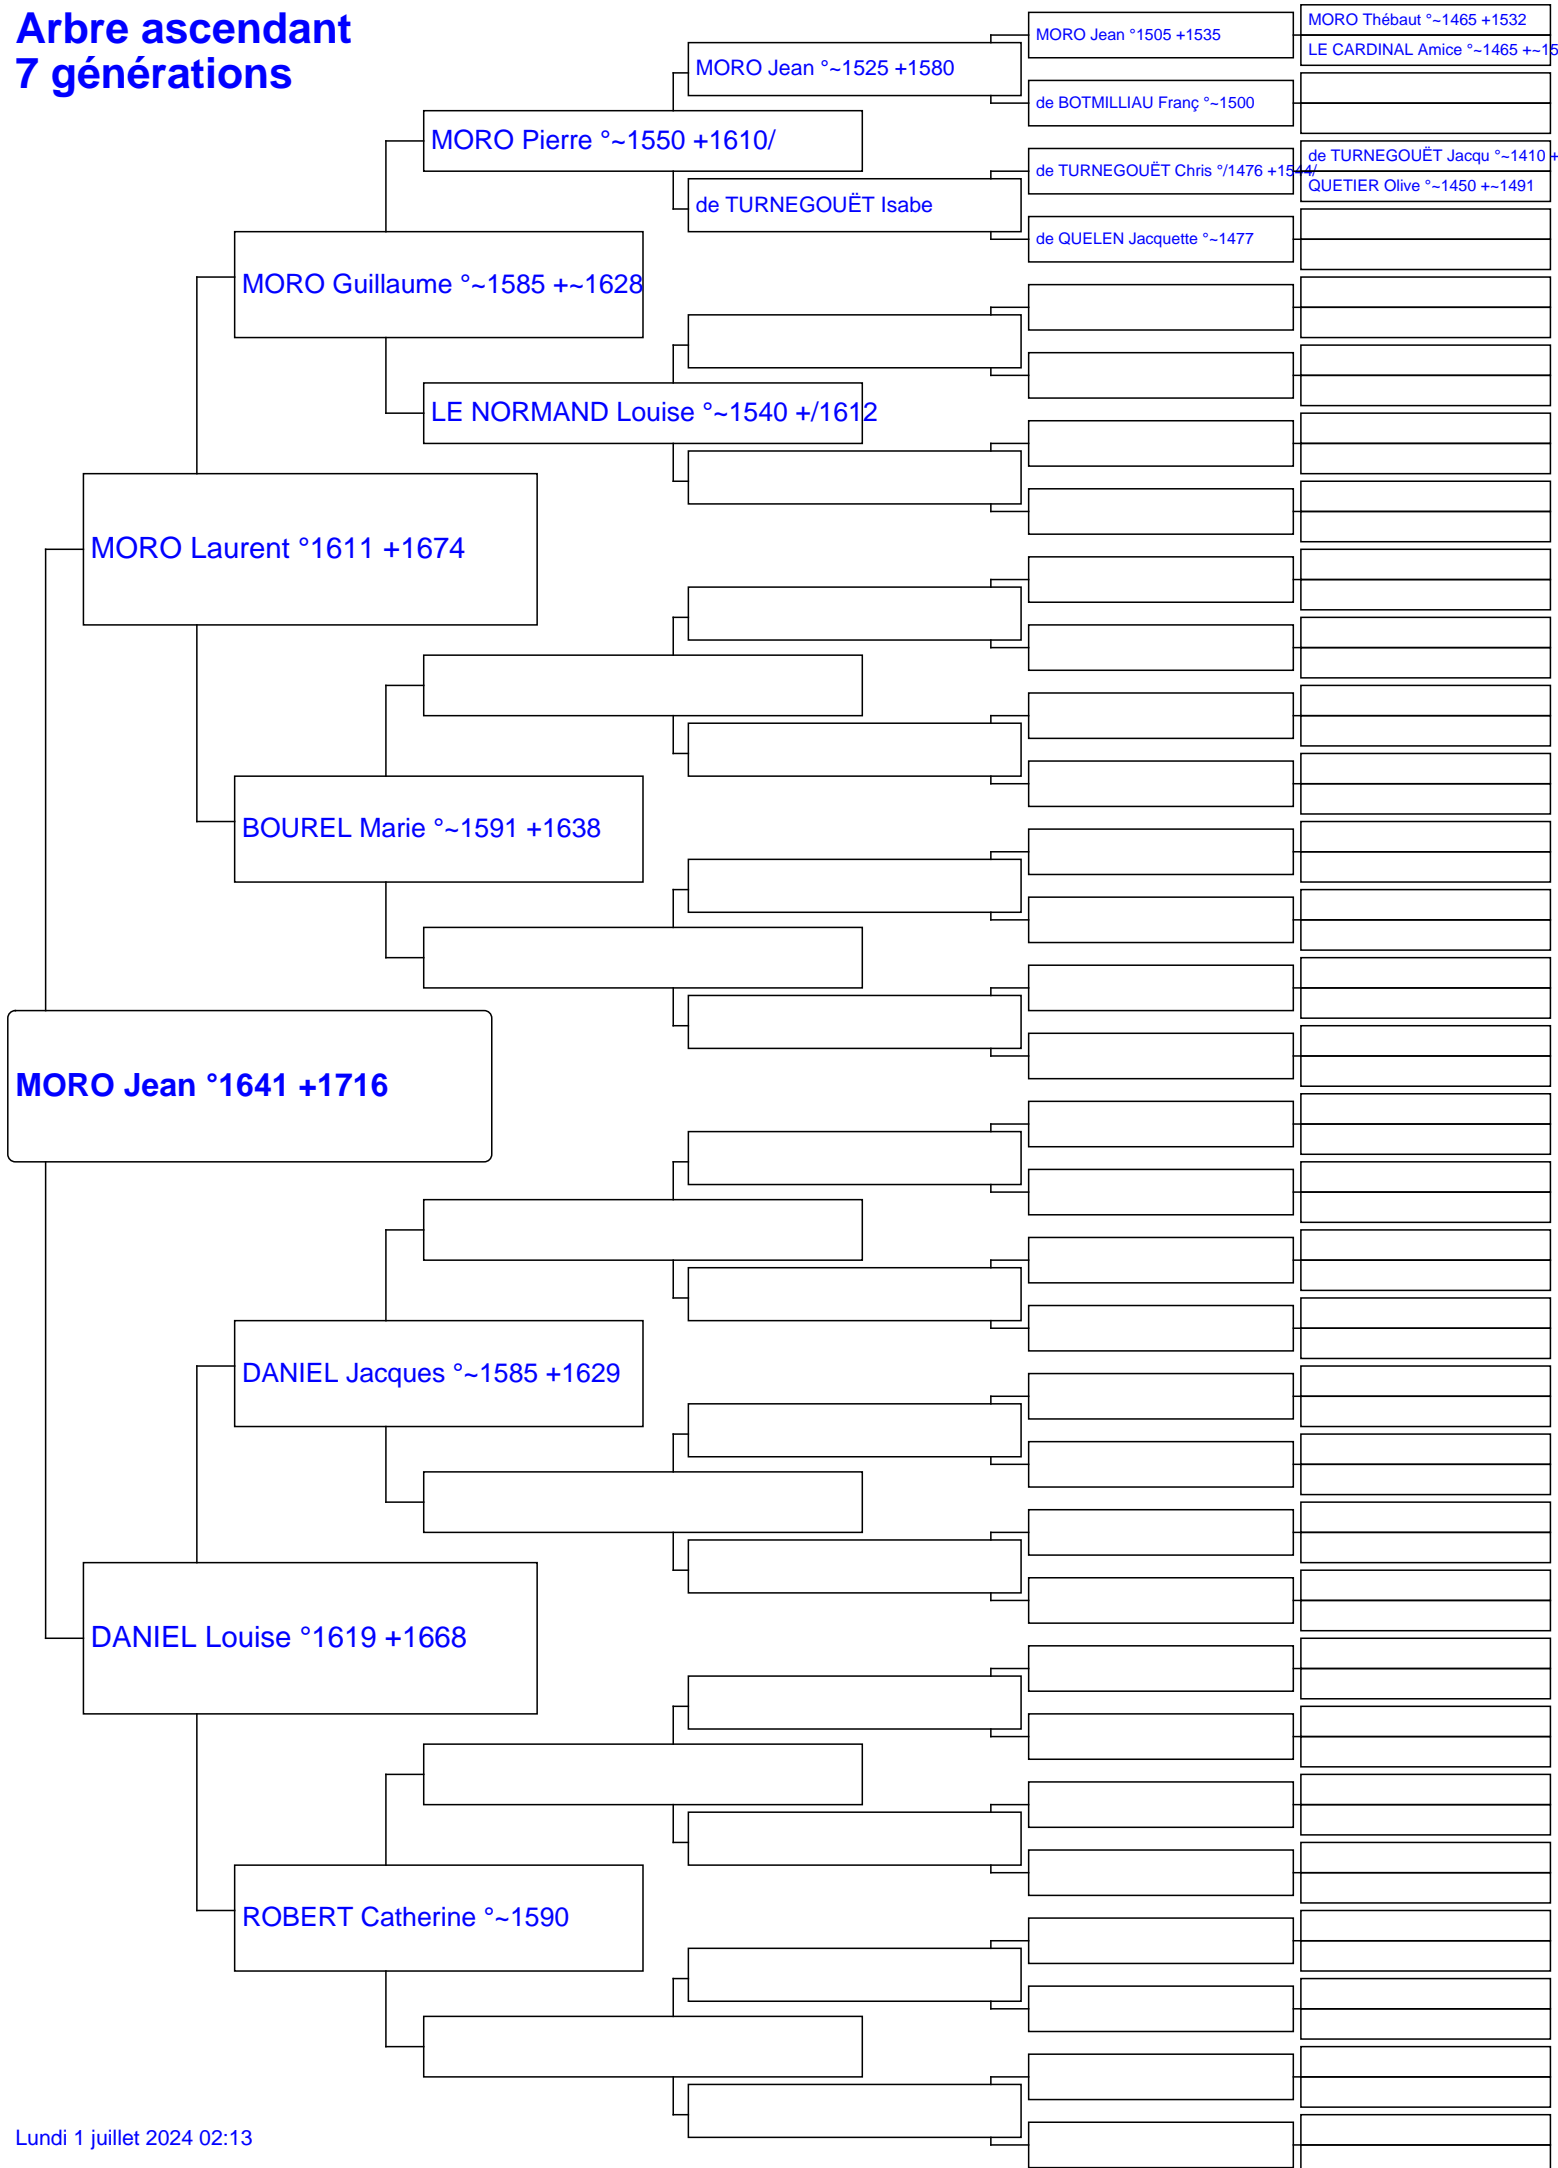 Arbre ascendant
7 générations
MORO Thébaut °~1465 +1532
MORO Jean °1505 +1535
LE CARDINAL Amice °~1465 +~15
MORO Jean °~1525 +1580
de BOTMILLIAU Franç °~1500
MORO Pierre °~1550 +1610/
de TURNEGOUËT Jacqu °~1410 +
de TURNEGOUËT Chris °/1476 +1544/
QUETIER Olive °~1450 +~1491
de TURNEGOUËT Isabe
de QUELEN Jacquette °~1477
MORO Guillaume °~1585 +~1628
LE NORMAND Louise °~1540 +/1612
MORO Laurent °1611 +1674
BOUREL Marie °~1591 +1638
MORO Jean °1641 +1716
DANIEL Jacques °~1585 +1629
DANIEL Louise °1619 +1668
ROBERT Catherine °~1590
Lundi 1 juillet 2024 02:13